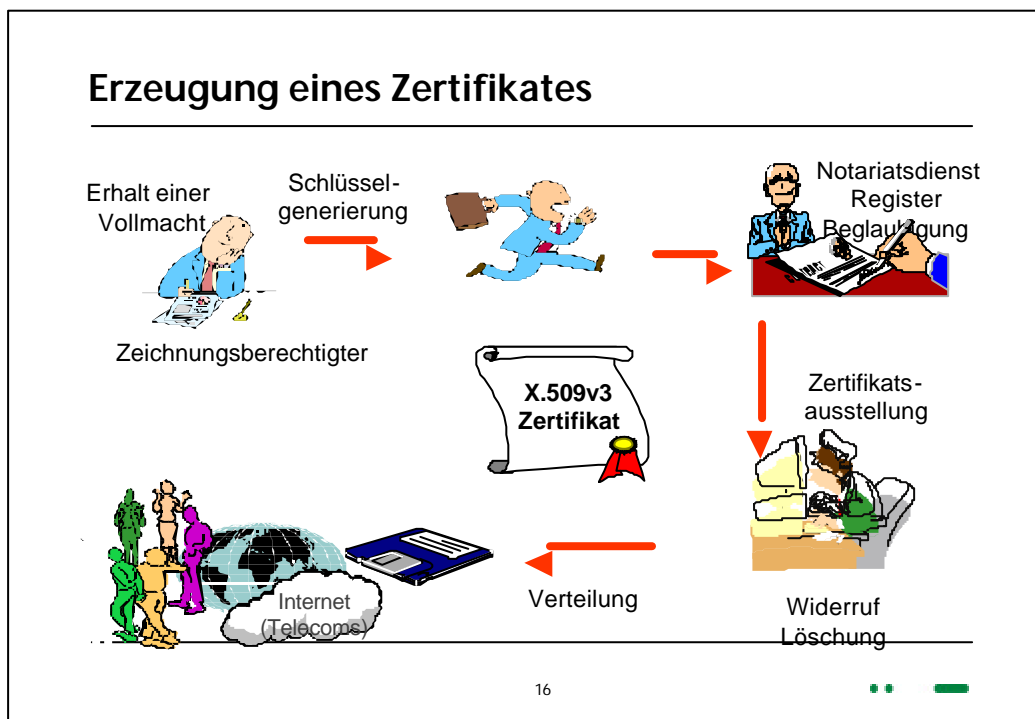 Erzeugung eines Zertifikates
Erhalt einer
Vollmacht
Schlüssel-
generierung
Notariatsdienst
Register
Beglaubigung
Zeichnungsberechtigter
X.509v3
Zertifikat
Zertifikats-
ausstellung
Internet
(Telecoms)
Verteilung
Widerruf
Löschung
16